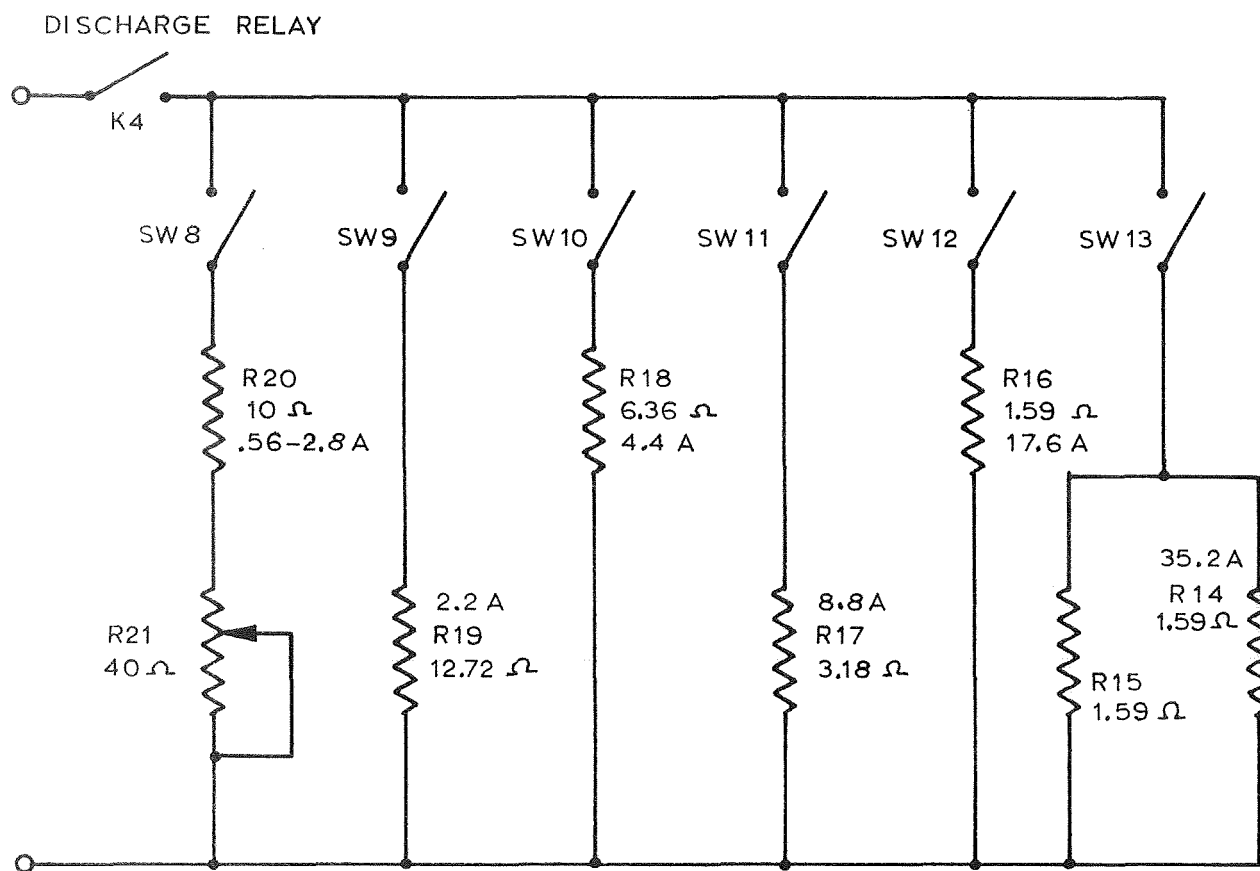 DISCHARGE RELAY
K4
SW8
SW9
SW10
SW11
SW12
SW13
R20
10 Ω
.56-2.8 A
R18
6.36 Ω
4.4 A
R16
1.59 Ω
17.6 A
R21
40 Ω
2.2 A
R19
12.72 Ω
8.8 A
R17
3.18 Ω
35.2 A
R14
1.59 Ω
R15
1.59 Ω